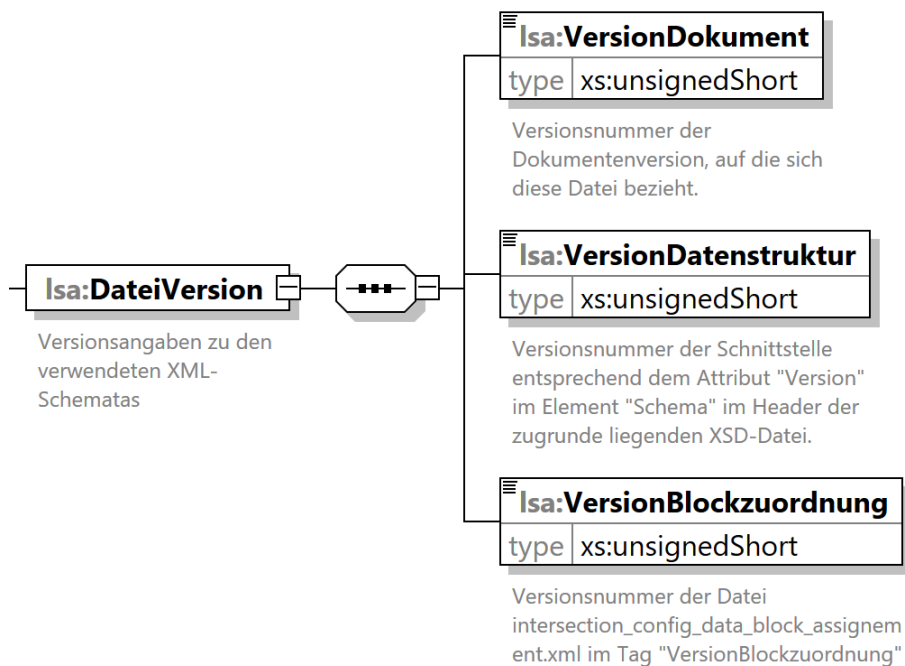 lsa:VersionDokument
type xs:unsignedShort
Versionsnummer der
Dokumentenversion, auf die sich
diese Datei bezieht.
lsa:DateiVersion
Versionsangaben zu den
verwendeten XML-
Schematas
lsa:VersionDatenstruktur
type xs:unsignedShort
Versionsnummer der Schnittstelle
entsprechend dem Attribut "Version"
im Element "Schema" im Header der
zugrunde liegenden XSD-Datei.
lsa:VersionBlockzuordnung
type xs:unsignedShort
Versionsnummer der Datei
intersection_config_data_block_assignem
ent.xml im Tag "VersionBlockzuordnung"